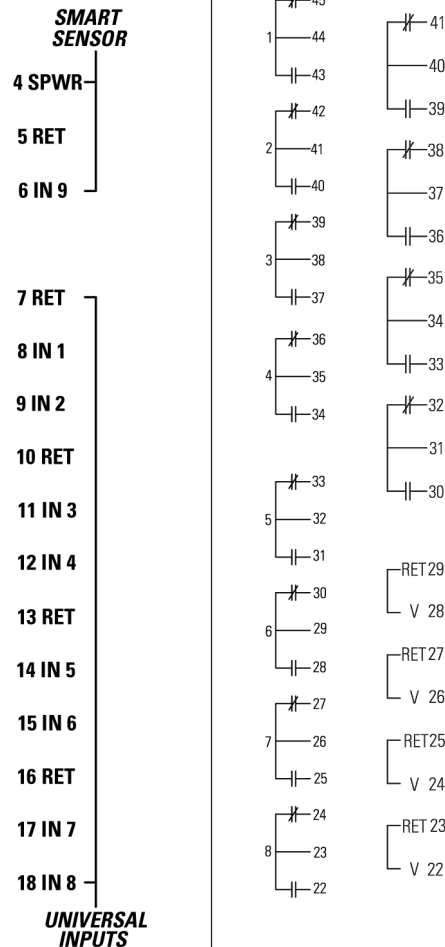 SMART
SENSOR
4 SPWR
5 RET
6 IN 9
7 RET
8 IN 1
9 IN 2
10 RET
11 IN 3
12 IN 4
13 RET
14 IN 5
15 IN 6
16 RET
17 IN 7
18 IN 8
UNIVERSAL
INPUTS
45
1 44
43
42
2 41
40
39
3 38
37
36
4 35
34
33
5 32
31
30
6 29
28
27
7 26
25
24
8 23
22
41
40
39
38
37
36
35
34
33
32
31
30
RET 29
V 28
RET 27
V 26
RET 25
V 24
RET 23
V 22